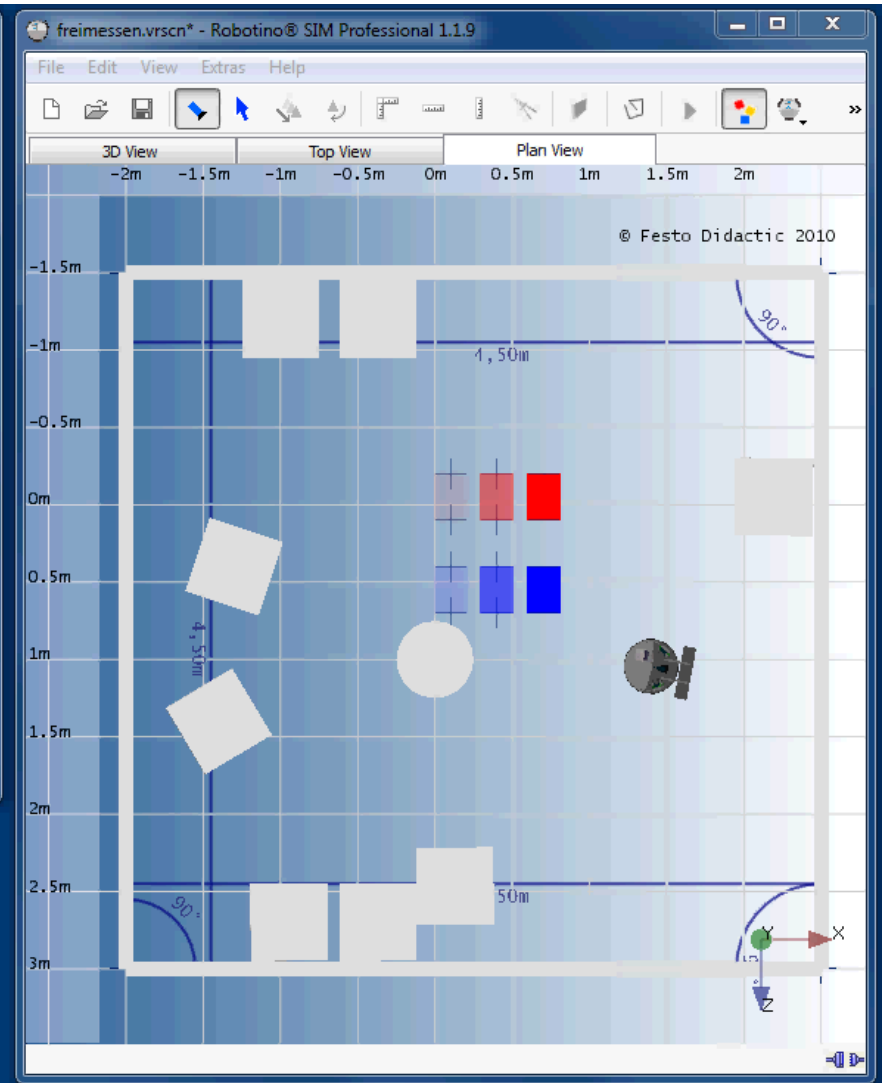 freimessen.vrscn* - Robotino® SIM Professional 1.1.9
File Edit View Extras Help
3D View Top View Plan View
-2m -1.5m -1m -0.5m 0m 0.5m 1m 1.5m 2m
© Festo Didactic 2010
-1.5m
90°
-1m
4,50m
-0.5m
0m
0.5m
4,50m
1m
1.5m
2m
2.5m
50m
90°
Y X
3m
Z